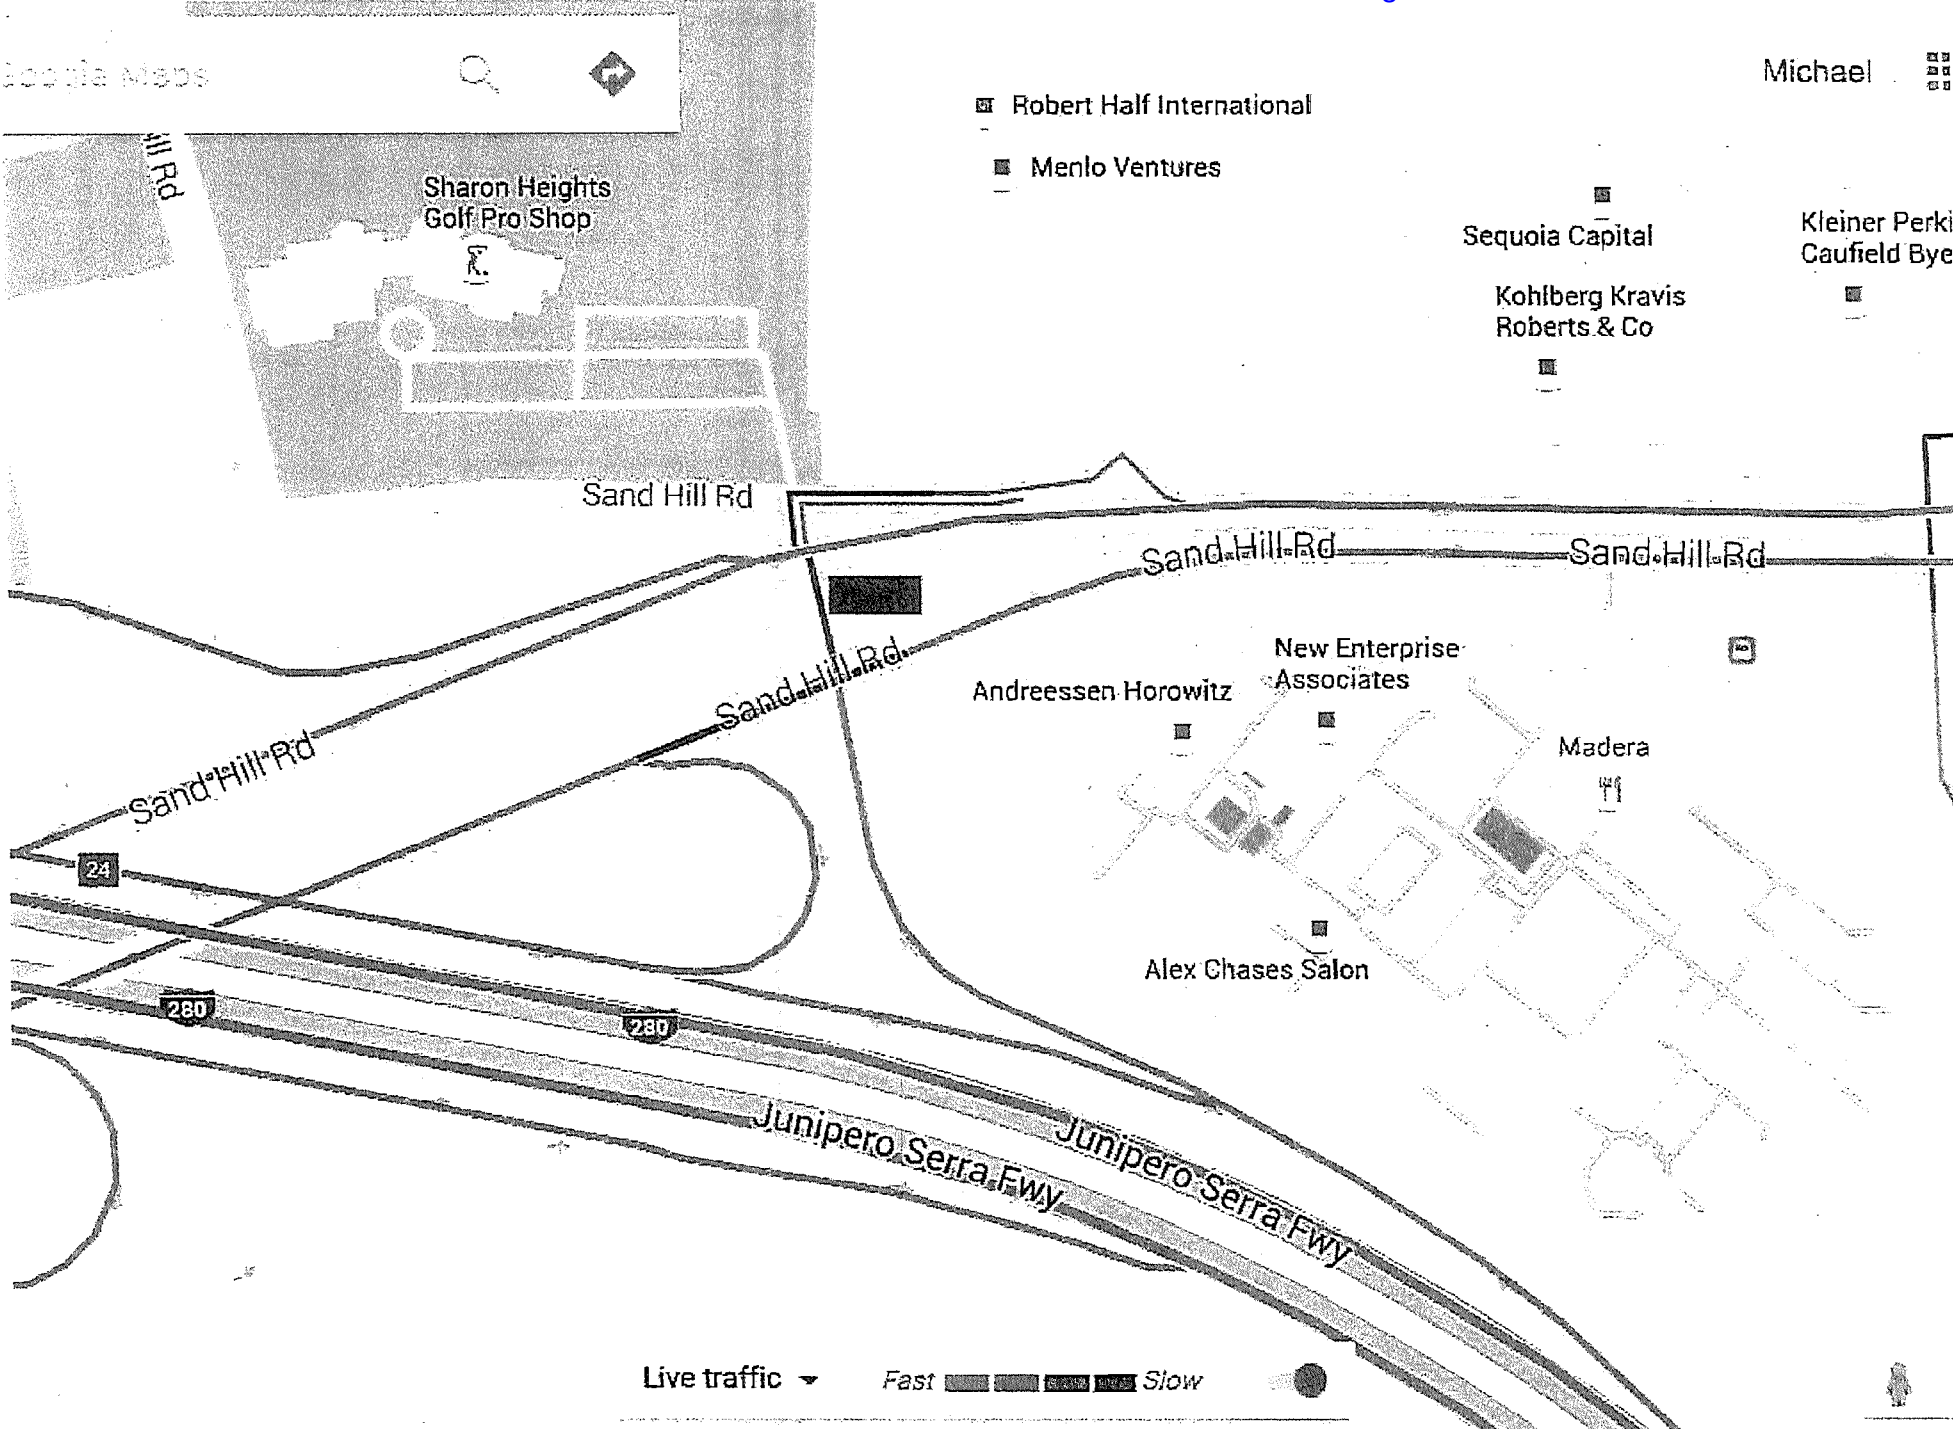 Google Maps
Michael
Robert Half International
Menlo Ventures
ill Rd
Sharon Heights
Golf Pro Shop
Sequoia Capital
Kleiner Perki
Caufield Bye
Kohlberg Kravis
Roberts & Co
Sand Hill Rd
Sand Hill Rd
Sand Hill Rd
Sand Hill Rd
New Enterprise
Associates
Andreessen Horowitz
Sand Hill Rd
Madera
24
Alex Chases Salon
280
280
Junipero Serra Fwy
Junipero Serra Fwy
Live traffic
Fast
Slow